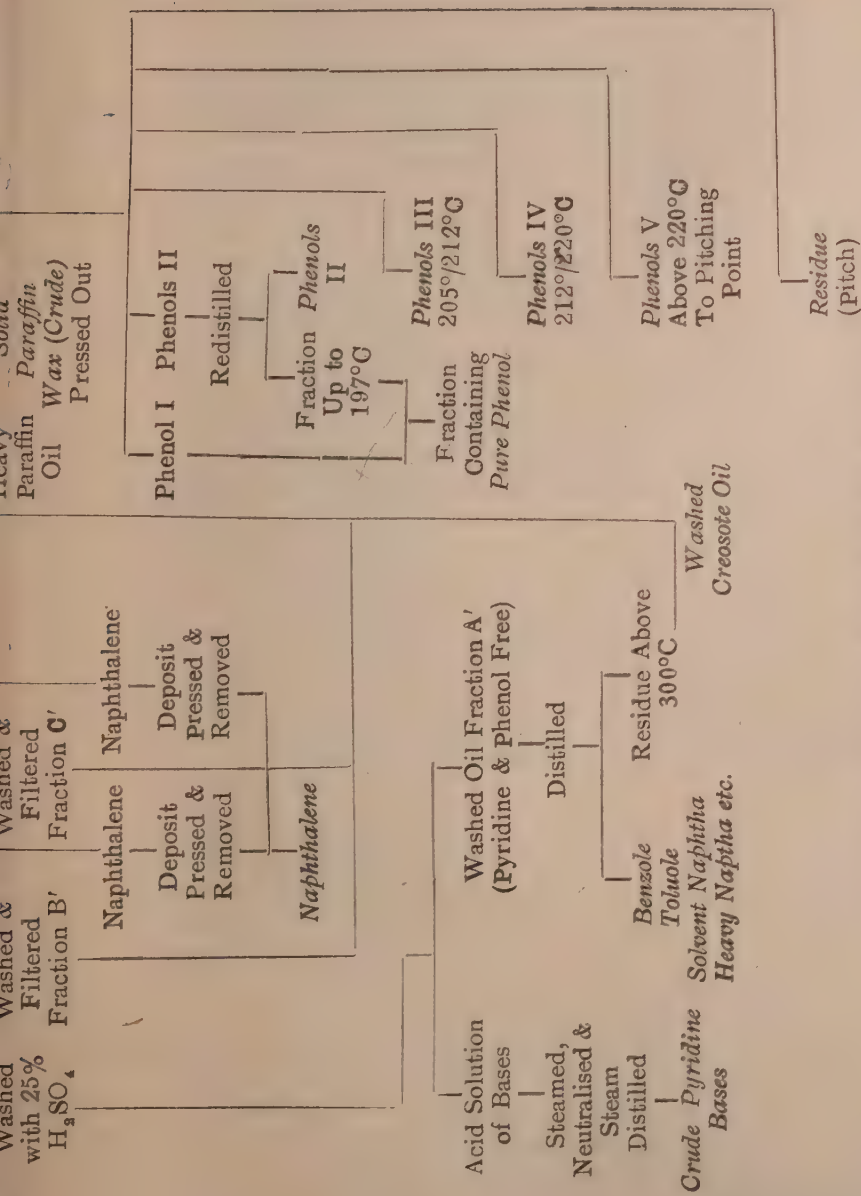 Washed
with 25%
H₂SO₄
Washed &
Filtered
Fraction B′
Washed &
Filtered
Fraction C′
Heavy
Paraffin
Oil
Solid
Paraffin
Wax (Crude)
Pressed Out
Naphthalene
Deposit
Pressed &
Removed
Naphthalene
Deposit
Pressed &
Removed
Naphthalene
Phenol I
Phenols II
Redistilled
Fraction
Up to
197°C
Phenols
II
Fraction
Containing
Pure Phenol
Phenols III
205°/212°C
Phenols IV
212°/220°C
Phenols V
Above 220°C
To Pitching
Point
Residue
(Pitch)
Acid Solution
of Bases
Steamed,
Neutralised &
Steam
Distilled
Crude Pyridine
Bases
Washed Oil Fraction A′
(Pyridine & Phenol Free)
Distilled
Benzole
Toluole
Solvent Naphtha
Heavy Naptha etc.
Residue Above
300°C
Washed
Creosote Oil